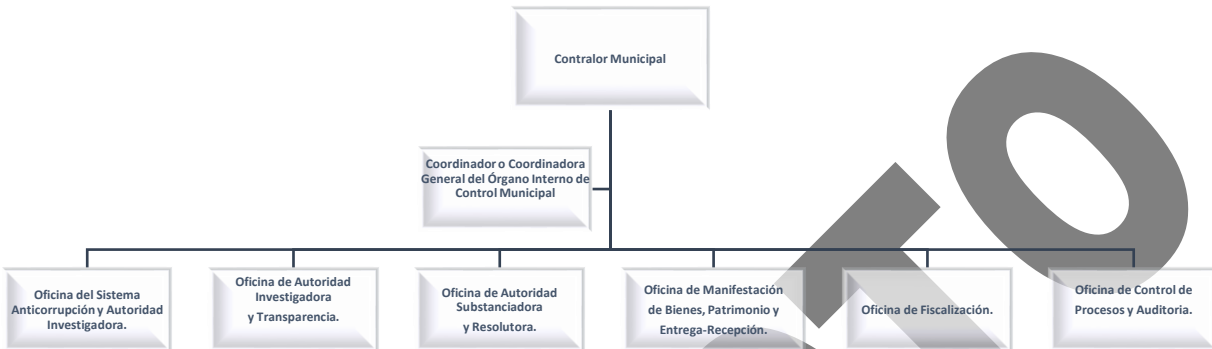 Contralor Municipal
Coordinador o Coordinadora
General del Órgano Interno de
Control Municipal
Oficina del Sistema
Anticorrupción y Autoridad
Investigadora.
Oficina de Autoridad
Investigadora
y Transparencia.
Oficina de Autoridad
Substanciadora
y Resolutora.
Oficina de Manifestación
de Bienes, Patrimonio y
Entrega-Recepción.
Oficina de Fiscalización.
Oficina de Control de
Procesos y Auditoria.
TO